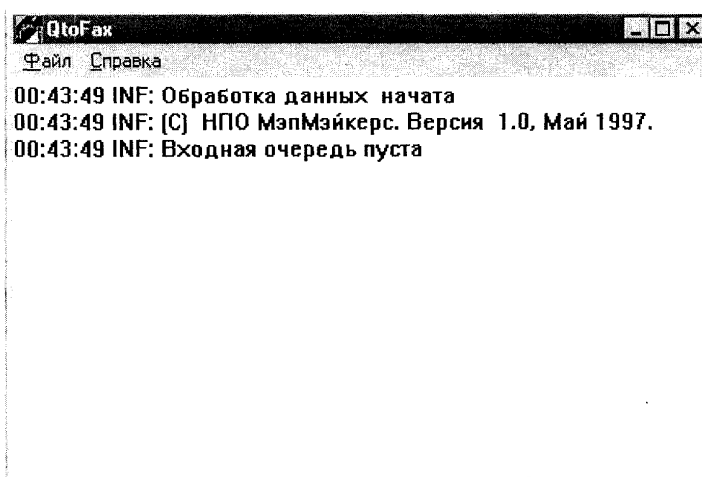 QtoFax
Файл Справка
00:43:49 INF: Обработка данных начата
00:43:49 INF: (C) НПО МэпМэйкерс. Версия 1.0, Май 1997.
00:43:49 INF: Входная очередь пуста